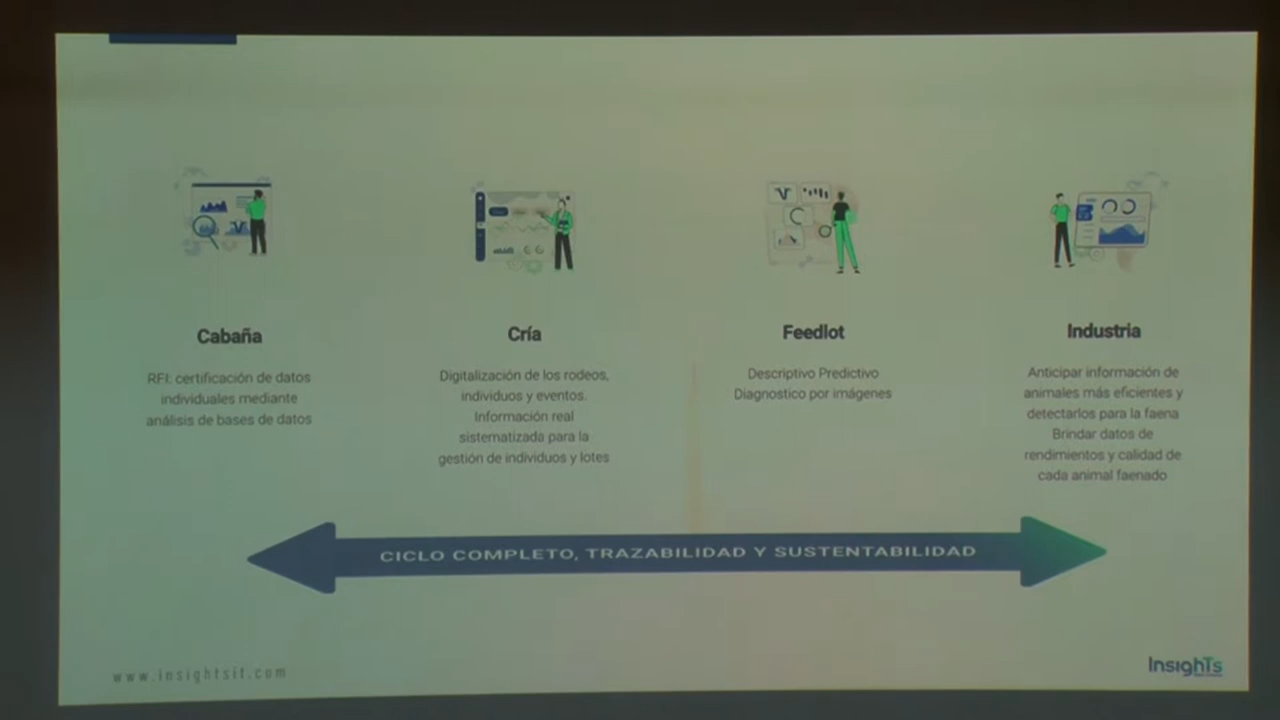 Cabaña
RFI: certificación de datos
individuales mediante
análisis de bases de datos
Cría
Digitalización de los rodeos,
individuos y eventos.
Información real
sistematizada para la
gestión de individuos y lotes
Feedlot
Descriptivo Predictivo
Diagnostico por imágenes
Industria
Anticipar información de
animales más eficientes y
detectarlos para la faena
Brindar datos de
rendimientos y calidad de
cada animal faenado
CICLO COMPLETO, TRAZABILIDAD Y SUSTENTABILIDAD
www.insightsit.com
InsighTs